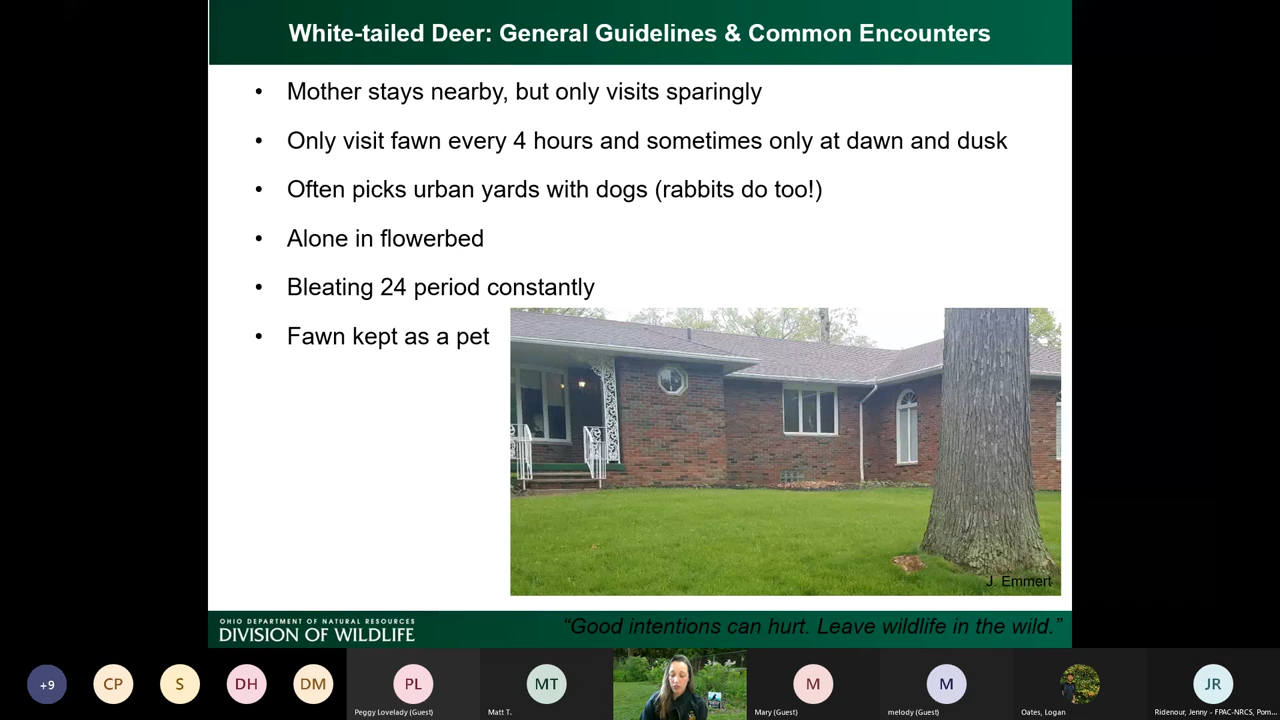 White-tailed Deer: General Guidelines & Common Encounters
• Mother stays nearby, but only visits sparingly
• Only visit fawn every 4 hours and sometimes only at dawn and dusk
• Often picks urban yards with dogs (rabbits do too!)
• Alone in flowerbed
• Bleating 24 period constantly
• Fawn kept as a pet
J. Emmert
OHIO DEPARTMENT OF NATURAL RESOURCES
DIVISION OF WILDLIFE
“Good intentions can hurt. Leave wildlife in the wild.”
+9
CP
S
DH
DM
PL
MT
M
M
JR
Peggy Lovelady (Guest)
Matt T.
Mary (Guest)
melody (Guest)
Oates, Logan
Ridenour, Jenny - FPAC-NRCS, Pom...